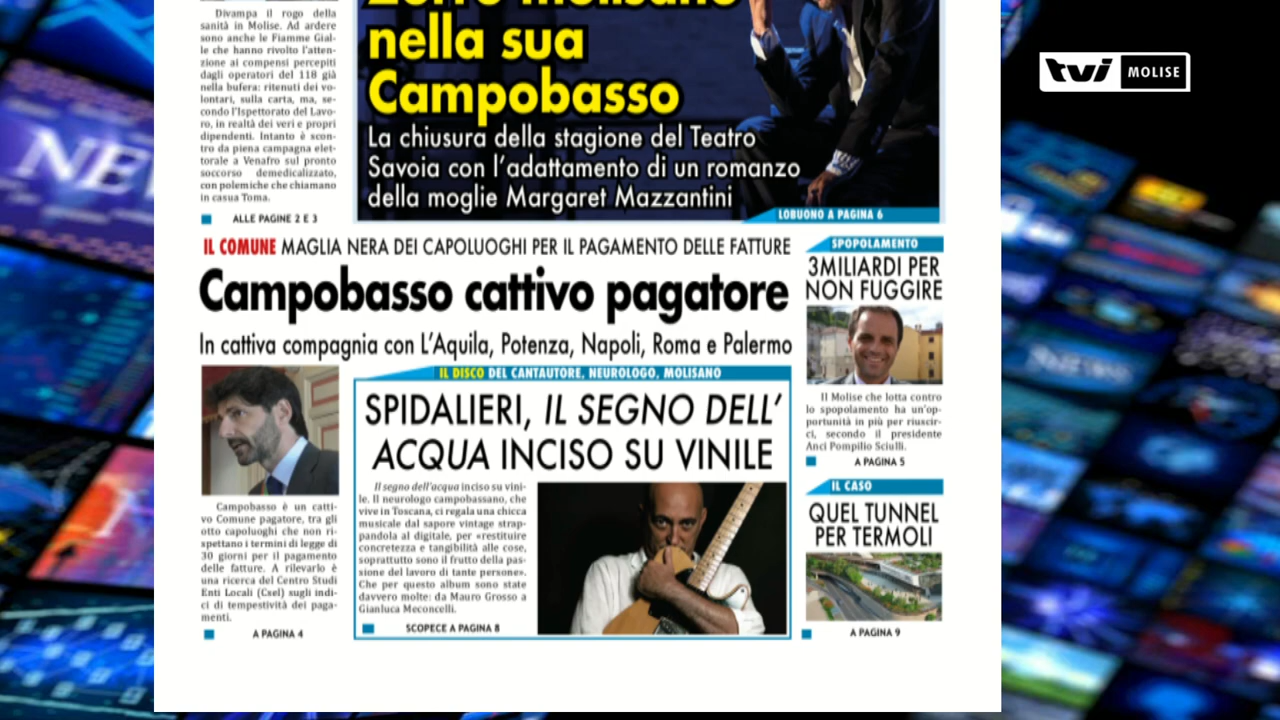 Divampa il rogo della
sanità in Molise. Ad ardere
sono anche le Fiamme Gial-
le che hanno rivolto l'atten-
zione ai compensi percepiti
dagli operatori del 118 già
nella bufera: ritenuti dei vo-
lontari, sulla carta, ma, se-
condo l'Ispettorato del Lavo-
ro, in realtà dei veri e propri
dipendenti. Intanto è scon-
tro da piena campagna elet-
torale a Venafro sul pronto
soccorso demedicalizzato,
con polemiche che chiamano
in casua Toma.
ALLE PAGINE 2 E 3
Zorro molisano
nella sua
Campobasso
La chiusura della stagione del Teatro
Savoia con l'adattamento di un romanzo
della moglie Margaret Mazzantini
LOBUONO A PAGINA 6
tvi MOLISE
IL COMUNE MAGLIA NERA DEI CAPOLUOGHI PER IL PAGAMENTO DELLE FATTURE
Campobasso cattivo pagatore
In cattiva compagnia con L'Aquila, Potenza, Napoli, Roma e Palermo
Campobasso è un catti-
vo Comune pagatore, tra gli
otto capoluoghi che non ri-
spettano i termini di legge di
30 giorni per il pagamento
delle fatture. A rilevarlo è
una ricerca del Centro Studi
Enti Locali (Csel) sugli indi-
ci di tempestività dei paga-
menti.
A PAGINA 4
IL DISCO DEL CANTAUTORE, NEUROLOGO, MOLISANO
SPIDALIERI, IL SEGNO DELL'
ACQUA INCISO SU VINILE
Il segno dell'acqua inciso su vini-
le. Il neurologo campobassano, che
vive in Toscana, ci regala una chicca
musicale dal sapore vintage strap-
pandola al digitale, per «restituire
concretezza e tangibilità alle cose,
soprattutto sono il frutto della pas-
sione del lavoro di tante persone».
Che per questo album sono state
davvero molte: da Mauro Grosso a
Gianluca Meconcelli.
SCOPECE A PAGINA 8
SPOPOLAMENTO
3MILIARDI PER
NON FUGGIRE
Il Molise che lotta contro
lo spopolamento ha un'op-
portunità in più per riuscir-
ci, secondo il presidente
Anci Pompilio Sciulli.
A PAGINA 5
IL CASO
QUEL TUNNEL
PER TERMOLI
A PAGINA 9
NEWS